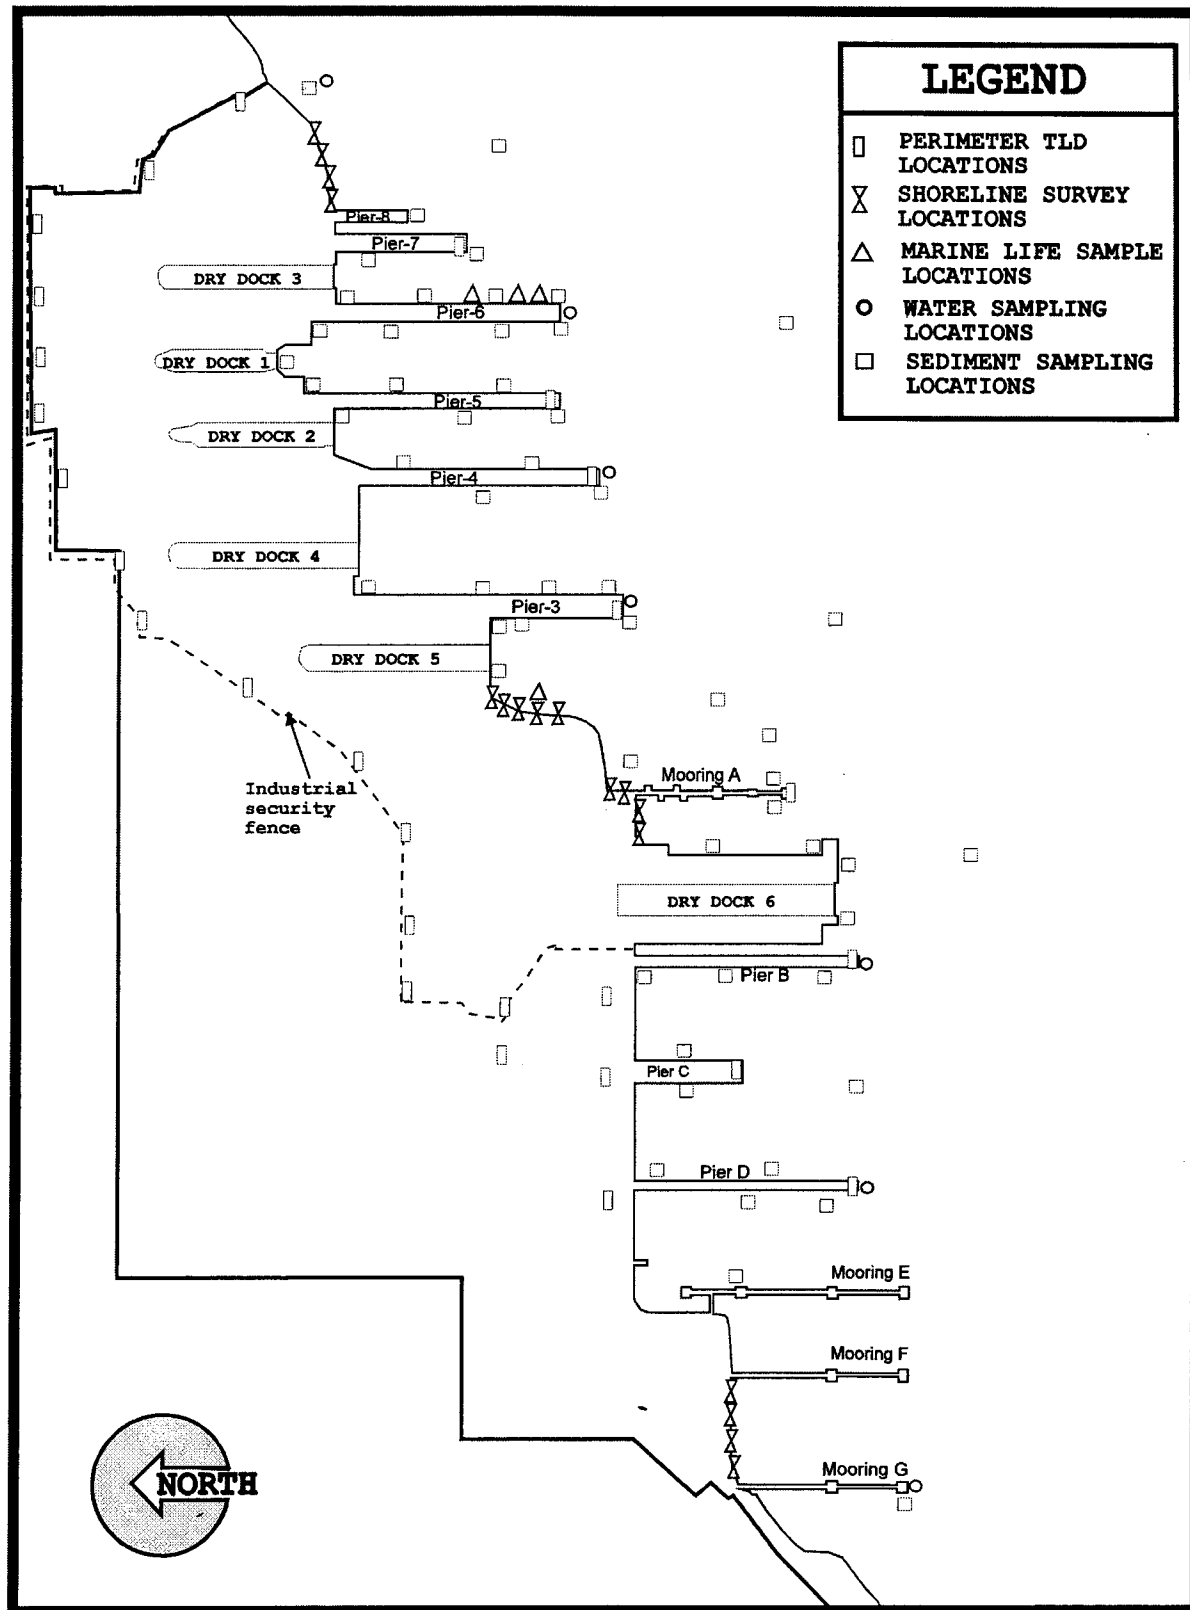 LEGEND
PERIMETER TLD
LOCATIONS
SHORELINE SURVEY
LOCATIONS
MARINE LIFE SAMPLE
LOCATIONS
WATER SAMPLING
LOCATIONS
SEDIMENT SAMPLING
LOCATIONS
Pier-8
Pier-7
DRY DOCK 3
Pier-6
DRY DOCK 1
Pier-5
DRY DOCK 2
Pier-4
DRY DOCK 4
Pier-3
DRY DOCK 5
Industrial
security
fence
Mooring A
DRY DOCK 6
Pier B
Pier C
Pier D
Mooring E
Mooring F
Mooring G
NORTH